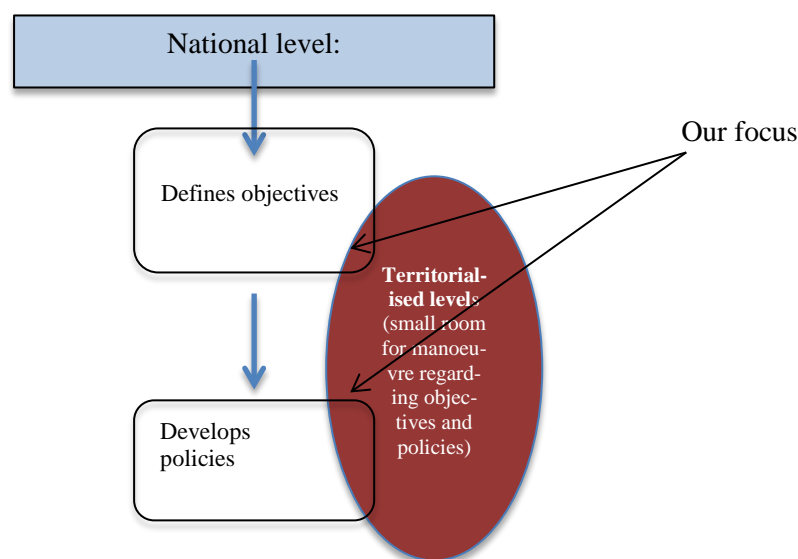 National level:
Our focus
Defines objectives
Territorial-
ised levels
(small room
for manoeu-
vre regard-
ing objec-
tives and
policies)
Develops
policies